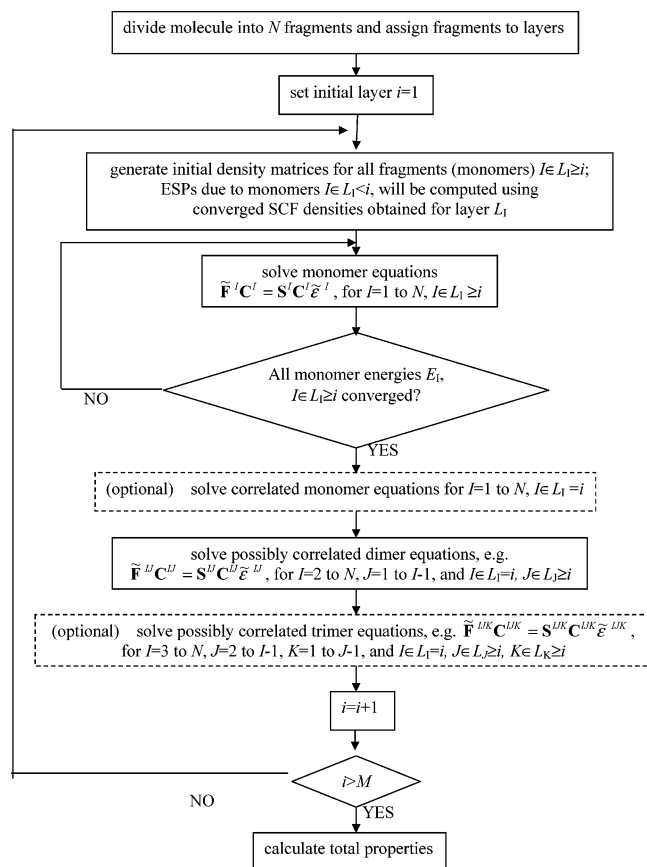 divide molecule into N fragments and assign fragments to layers
set initial layer i=1
generate initial density matrices for all fragments (monomers) I∈L_I≥i;
ESPs due to monomers I∈L_I<i, will be computed using
converged SCF densities obtained for layer L_I
solve monomer equations
F̃^I C^I = S^I C^I ε̃^I , for I=1 to N, I∈L_I ≥i
All monomer energies E_I,
I∈L_I≥i converged?
NO
YES
(optional) solve correlated monomer equations for I=1 to N, I∈L_I =i
solve possibly correlated dimer equations, e.g.
F̃^IJ C^IJ = S^IJ C^IJ ε̃^IJ , for I=2 to N, J=1 to I-1, and I∈L_I=i, J∈L_J≥i
(optional) solve possibly correlated trimer equations, e.g. F̃^IJK C^IJK = S^IJK C^IJK ε̃^IJK ,
for I=3 to N, J=2 to I-1, K=1 to J-1, and I∈L_I=i, J∈L_J≥i, K∈L_K≥i
i=i+1
i>M
NO
YES
calculate total properties